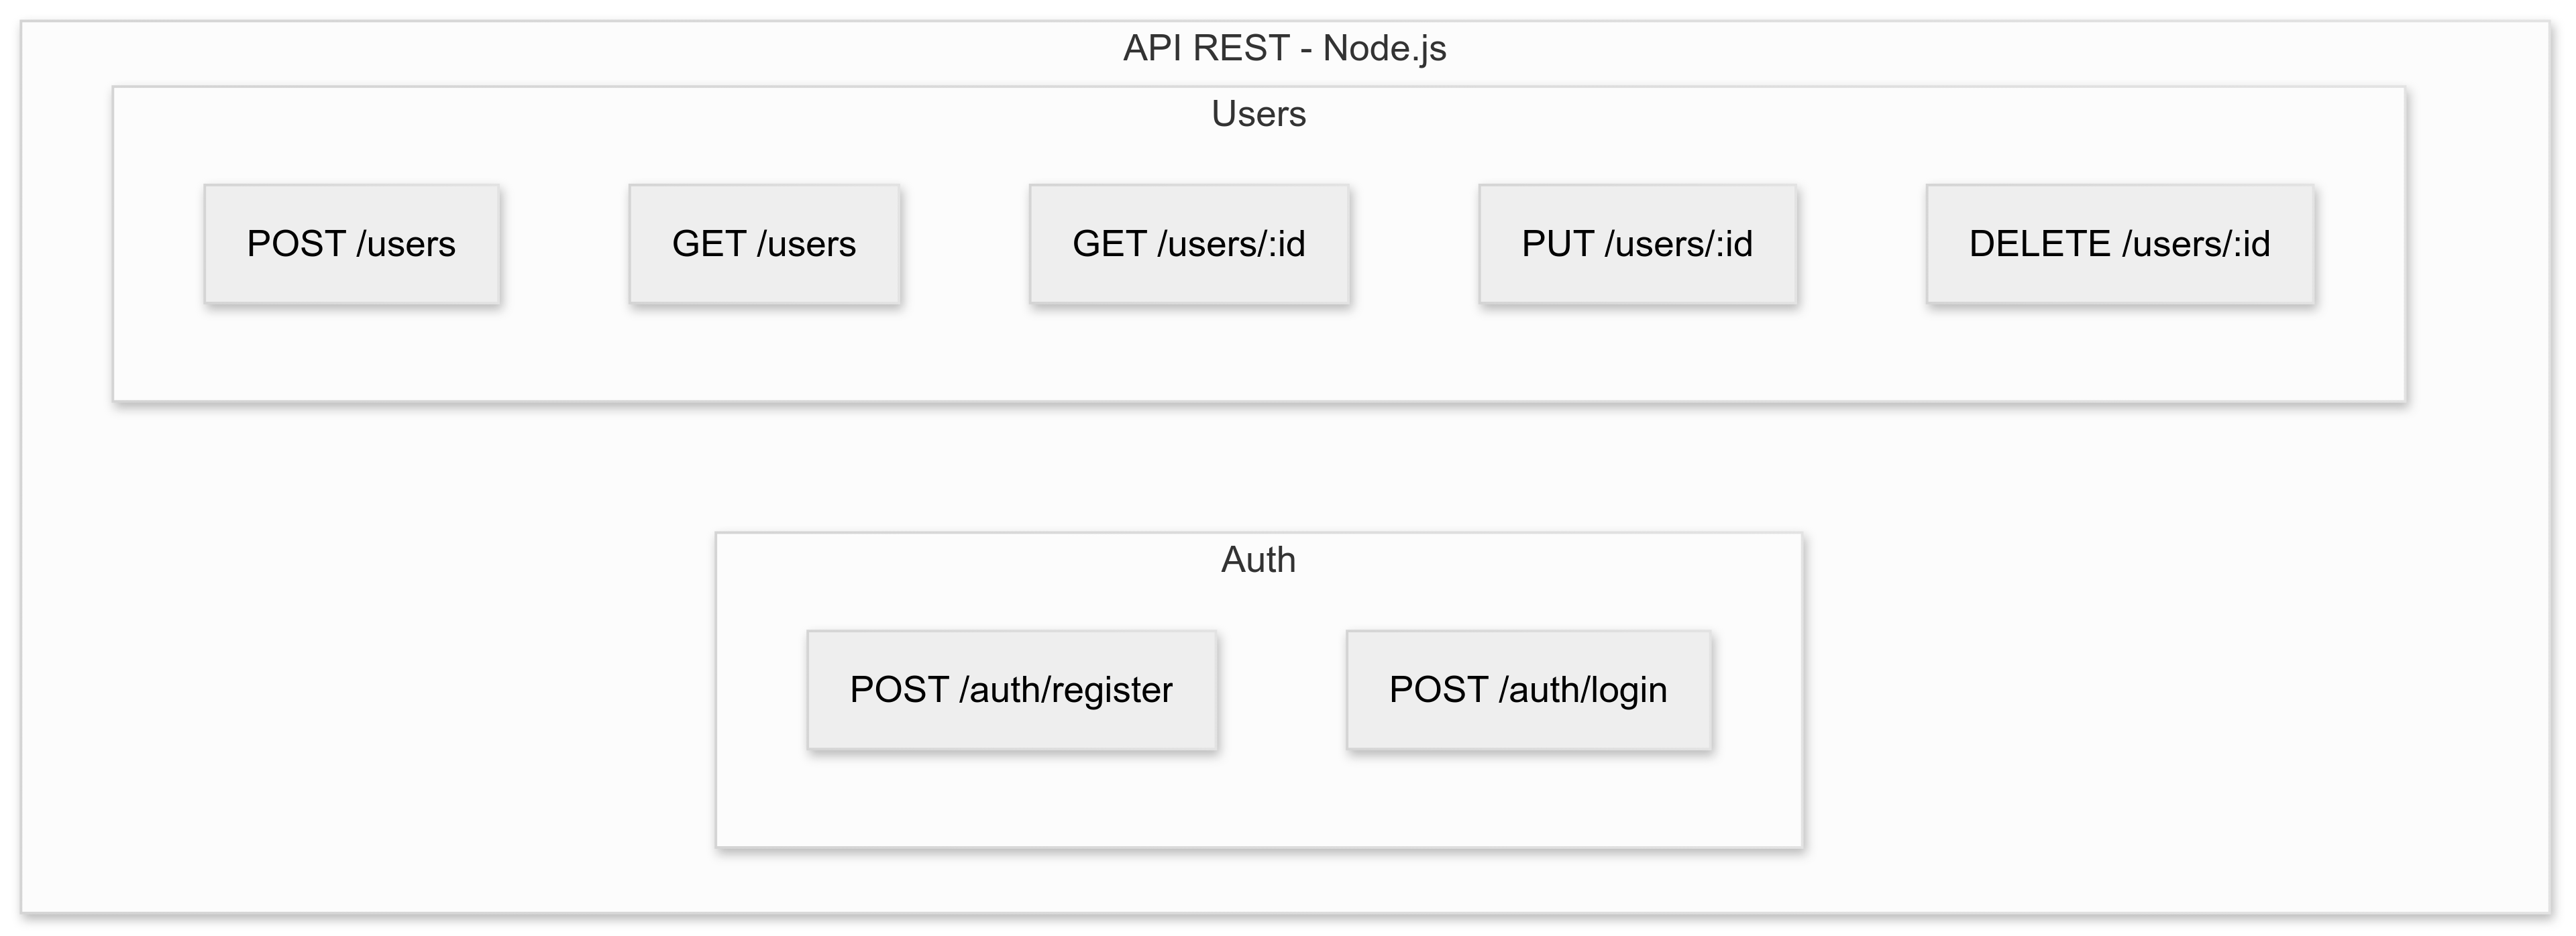 API REST - Node.js
Users
POST /users
GET /users
GET /users/:id
PUT /users/:id
DELETE /users/:id
Auth
POST /auth/register
POST /auth/login